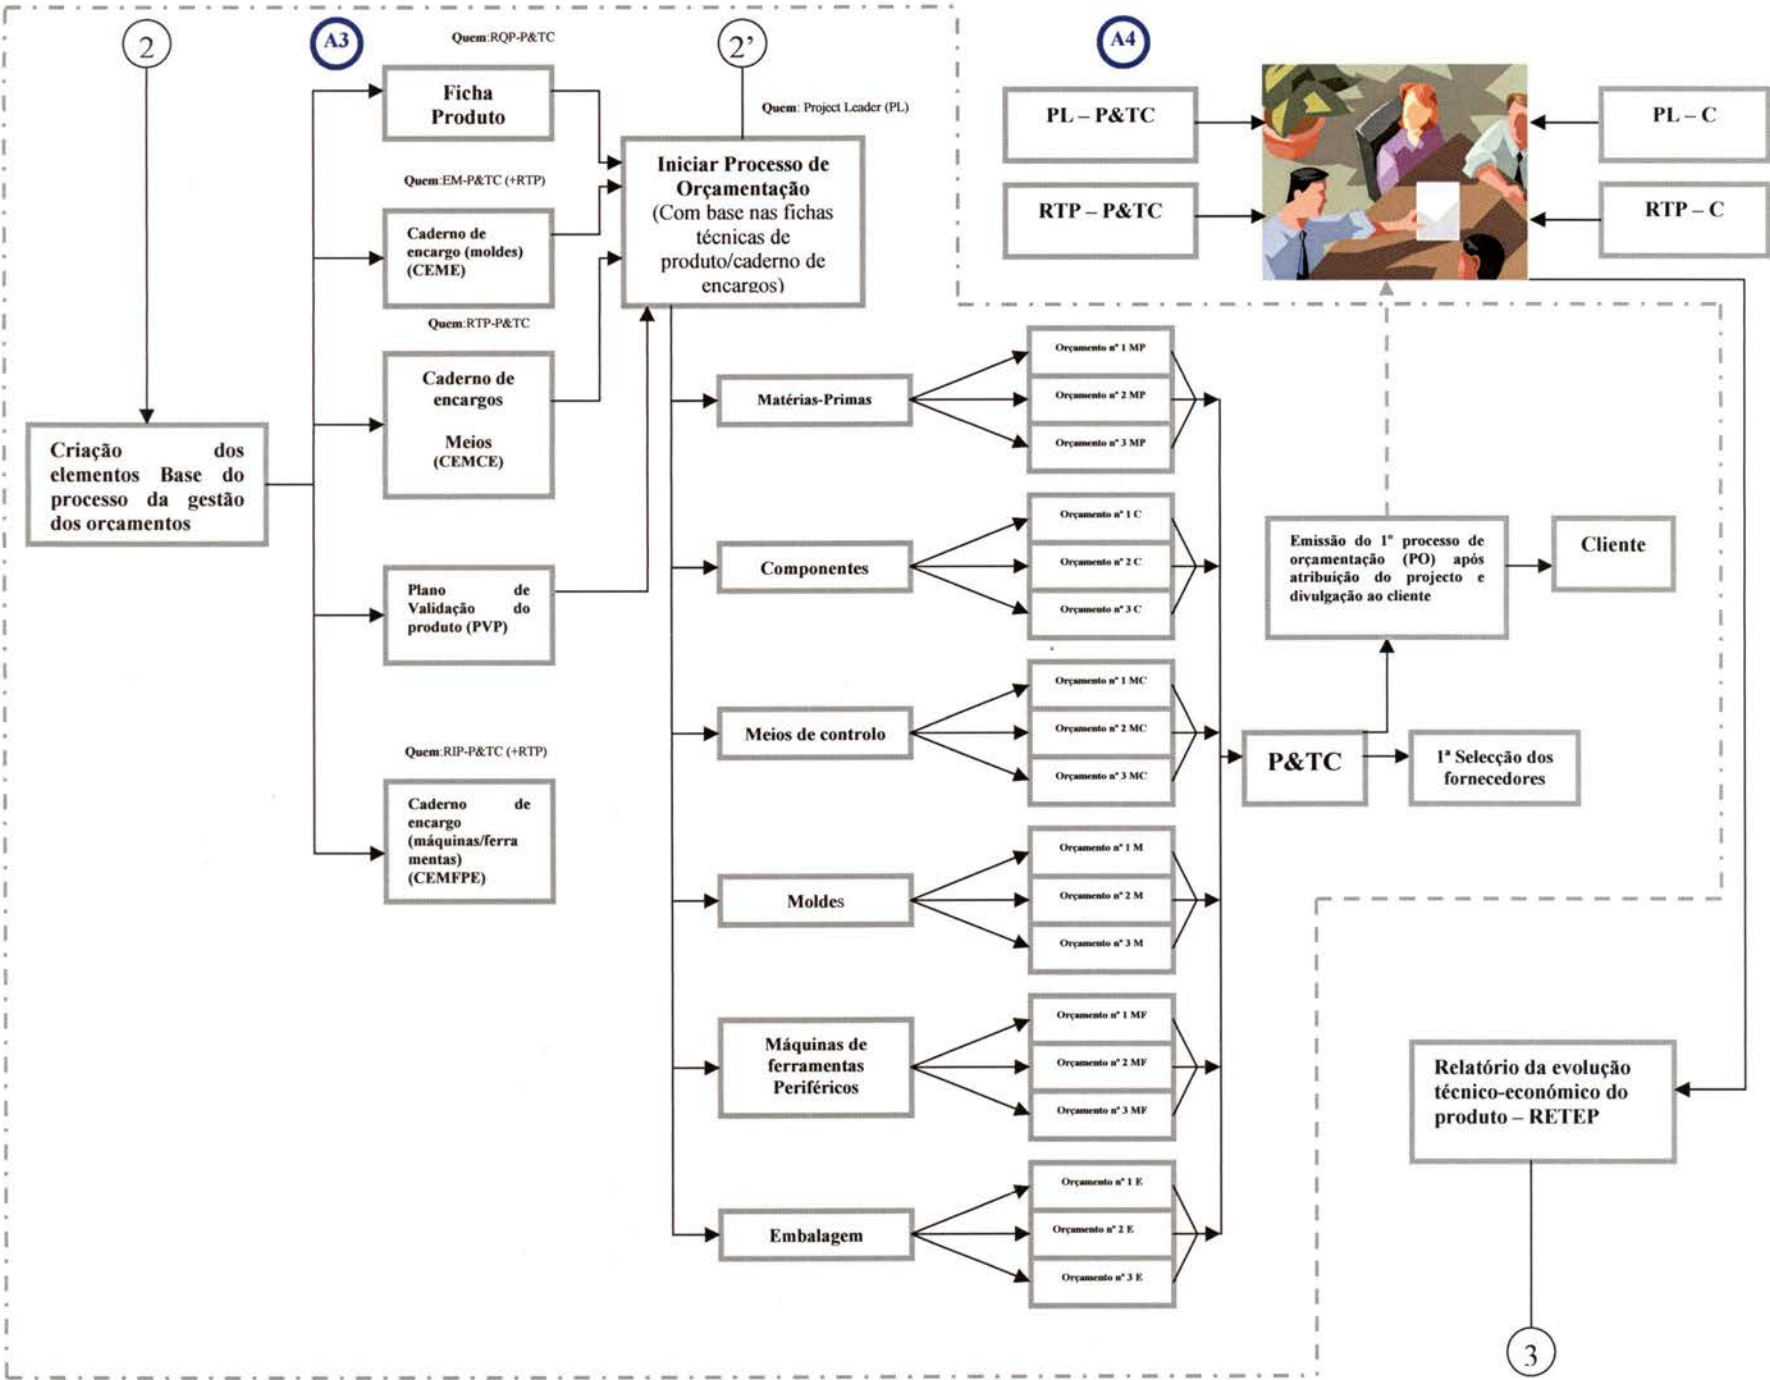 2
A3
Quem:RQP-P&TC
Ficha
Produto
Quem:EM-P&TC (+RTP)
Caderno de
encargo (moldes)
(CEME)
Quem:RTP-P&TC
Caderno de
encargos
Meios
(CEMCE)
Criação dos
elementos Base do
processo da gestão
dos orçamentos
Plano de
Validação do
produto (PVP)
Quem:RIP-P&TC (+RTP)
Caderno de
encargo
(máquinas/ferra
mentas)
(CEMFPE)
2’
Quem: Project Leader (PL)
Iniciar Processo de
Orçamentação
(Com base nas fichas
técnicas de
produto/caderno de
encargos)
Matérias-Primas
Orçamento nº 1 MP
Orçamento nº 2 MP
Orçamento nº 3 MP
Componentes
Orçamento nº 1 C
Orçamento nº 2 C
Orçamento nº 3 C
Meios de controlo
Orçamento nº 1 MC
Orçamento nº 2 MC
Orçamento nº 3 MC
Moldes
Orçamento nº 1 M
Orçamento nº 2 M
Orçamento nº 3 M
Máquinas de
ferramentas
Periféricos
Orçamento nº 1 MF
Orçamento nº 2 MF
Orçamento nº 3 MF
Embalagem
Orçamento nº 1 E
Orçamento nº 2 E
Orçamento nº 3 E
A4
PL – P&TC
RTP – P&TC
PL – C
RTP – C
Emissão do 1º processo de
orçamentação (PO) após
atribuição do projecto e
divulgação ao cliente
Cliente
P&TC
1ª Selecção dos
fornecedores
Relatório da evolução
técnico-económico do
produto – RETEP
3